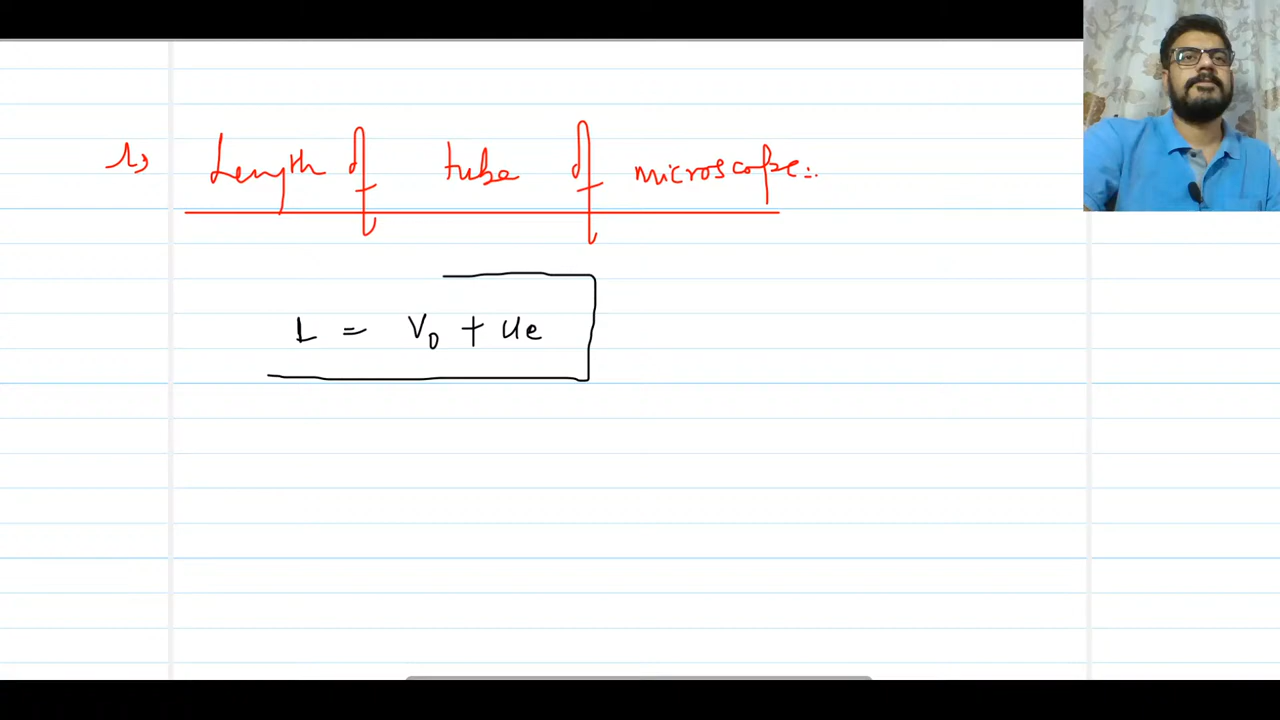 1) Length of tube of microscope:-
L = V₀ + Ue